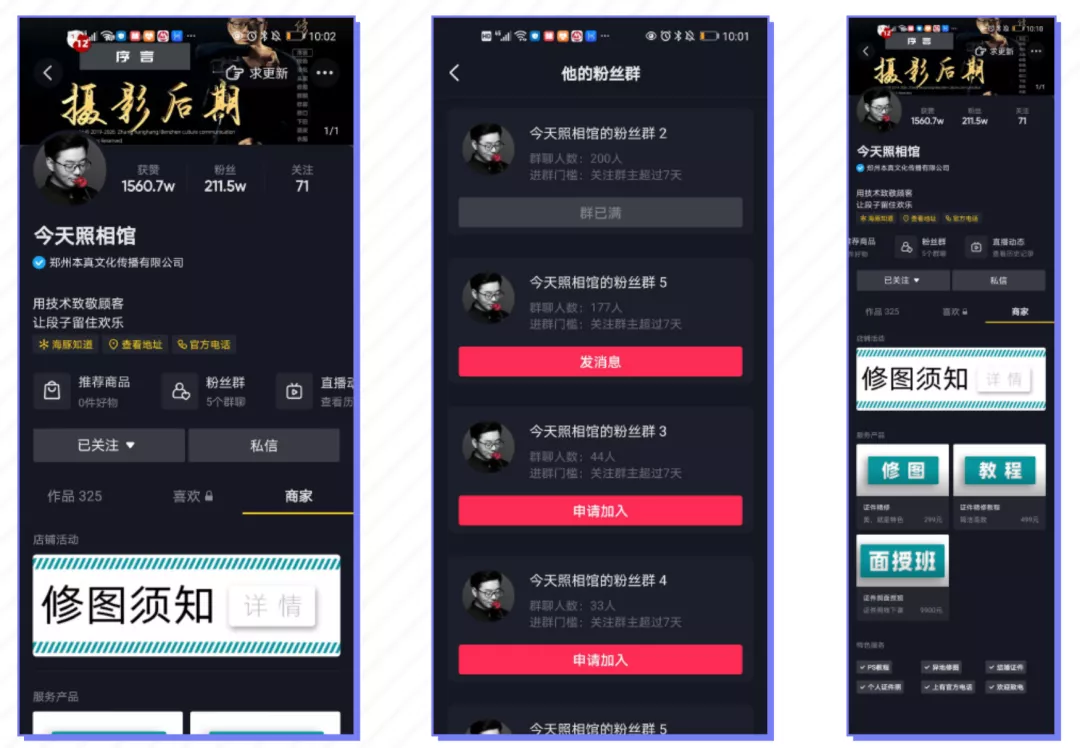 12
10:02
序言
求更新
摄影后期
1/1
获赞
粉丝
关注
1560.7w
211.5w
71
今天照相馆
郑州本真文化传播有限公司
用技术致敬顾客
让段子留住欢乐
海豚知道
查看地址
官方电话
推荐商品
0件好物
粉丝群
5个群聊
直播动
查看历
已关注
私信
作品 325
喜欢
商家
店铺活动
修图须知
详情
服务产品
HD
10:01
他的粉丝群
今天照相馆的粉丝群 2
群聊人数：200人
进群门槛：关注群主超过7天
群已满
今天照相馆的粉丝群 5
群聊人数：177人
进群门槛：关注群主超过7天
发消息
今天照相馆的粉丝群 3
群聊人数：44人
进群门槛：关注群主超过7天
申请加入
今天照相馆的粉丝群 4
群聊人数：33人
进群门槛：关注群主超过7天
申请加入
今天照相馆的粉丝群 5
10:18
序言
求更新
摄影后期
1/1
获赞
粉丝
关注
1560.7w
211.5w
71
今天照相馆
郑州本真文化传播有限公司
用技术致敬顾客
让段子留住欢乐
海豚知道
查看地址
官方电话
荐商品
好物
粉丝群
5个群聊
直播动态
查看历史记录
已关注
私信
作品 325
喜欢
商家
店铺活动
修图须知
详情
服务产品
修图
教程
证件精修
299元
证件精修教程
499元
面授班
9900元
特色服务
PS教程
异地修图
个人证件照
上有官方电话
欢迎致电